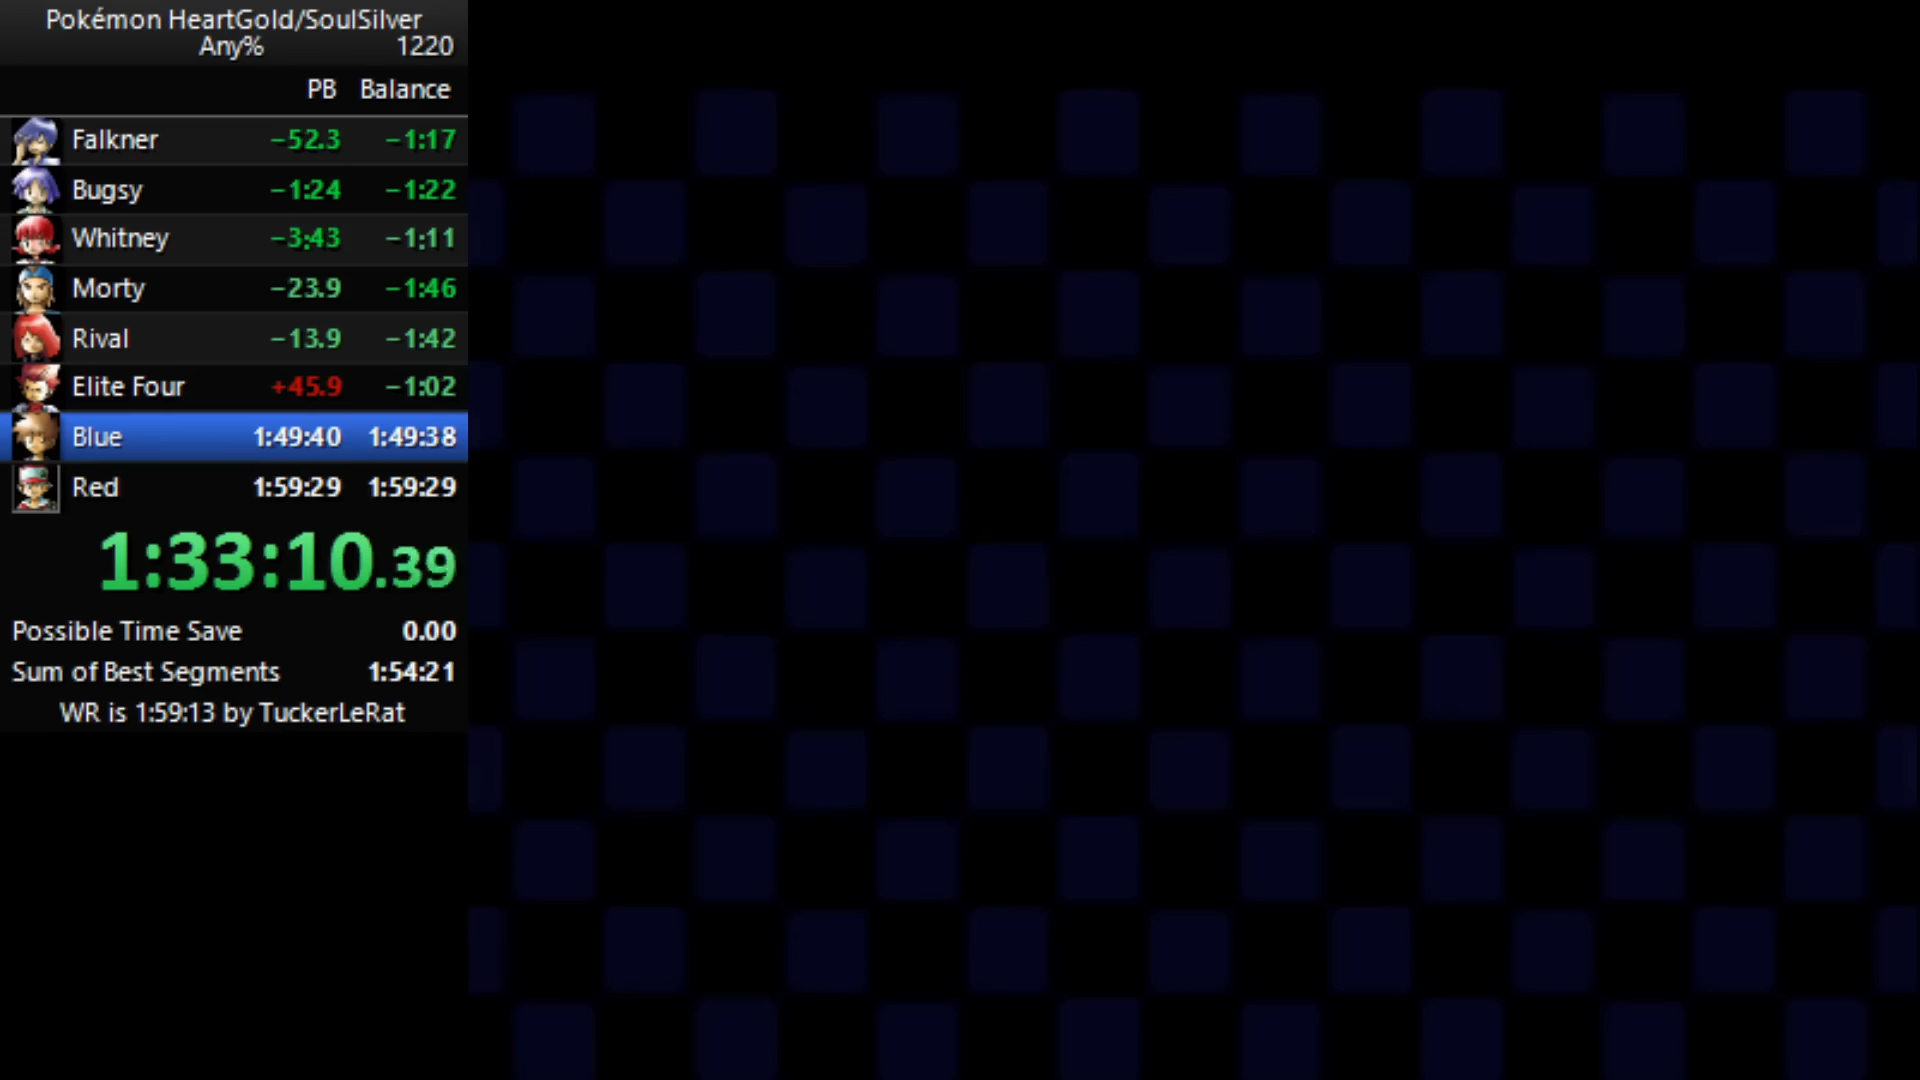 Pokémon HeartGold/SoulSilver
Any% 1220
PB Balance
Falkner −52.3 −1:17
Bugsy −1:24 −1:22
Whitney −3:43 −1:11
Morty −23.9 −1:46
Rival −13.9 −1:42
Elite Four +45.9 −1:02
Blue 1:49:40 1:49:38
Red 1:59:29 1:59:29
1:33:10.39
Possible Time Save 0.00
Sum of Best Segments 1:54:21
WR is 1:59:13 by TuckerLeRat